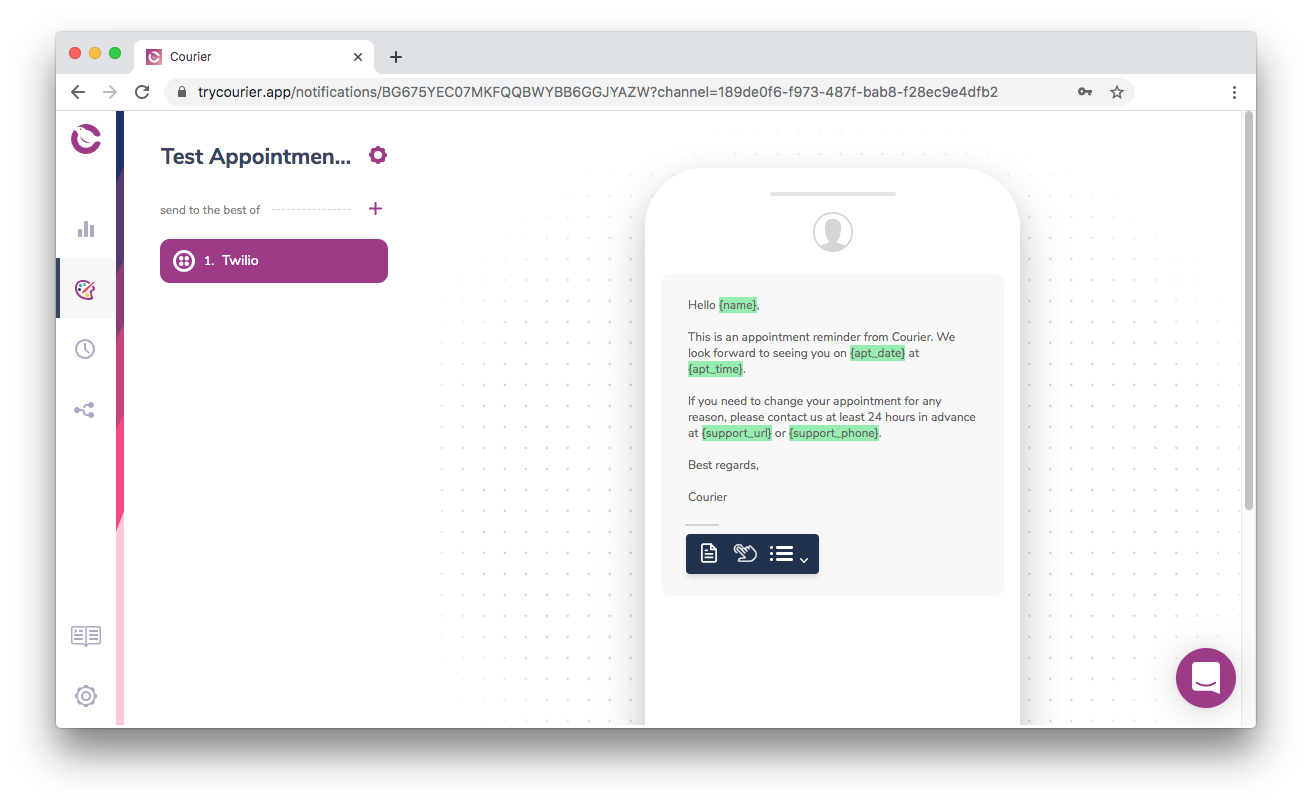 Courier
trycourier.app/notifications/BG675YEC07MKFQQBWYBB6GGJYAZW?channel=189de0f6-f973-487f-bab8-f28ec9e4dfb2
Test Appointmen...
send to the best of
1. Twilio
Hello {name},
This is an appointment reminder from Courier. We
look forward to seeing you on {apt_date} at
{apt_time}.
If you need to change your appointment for any
reason, please contact us at least 24 hours in advance
at {support_url} or {support_phone}.
Best regards,
Courier